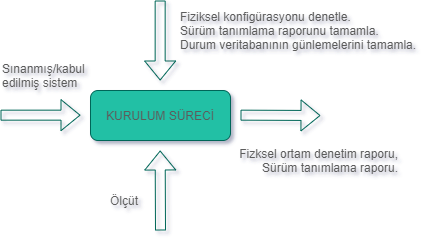 Fiziksel konfigürasyonu denetle.
Sürüm tanımlama raporunu tamamla.
Durum veritabanının günlemelerini tamamla.
Sınanmış/kabul
edilmiş sistem
KURULUM SÜRECİ
Fizksel ortam denetim raporu,
Sürüm tanımlama raporu.
Ölçüt